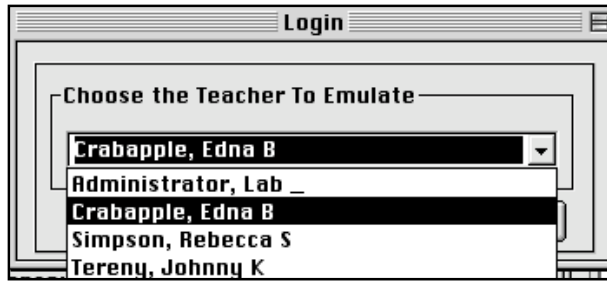 Login
Choose the Teacher To Emulate
Crabapple, Edna B
Administrator, Lab _
Crabapple, Edna B
Simpson, Rebecca S
Tereny, Johnny K